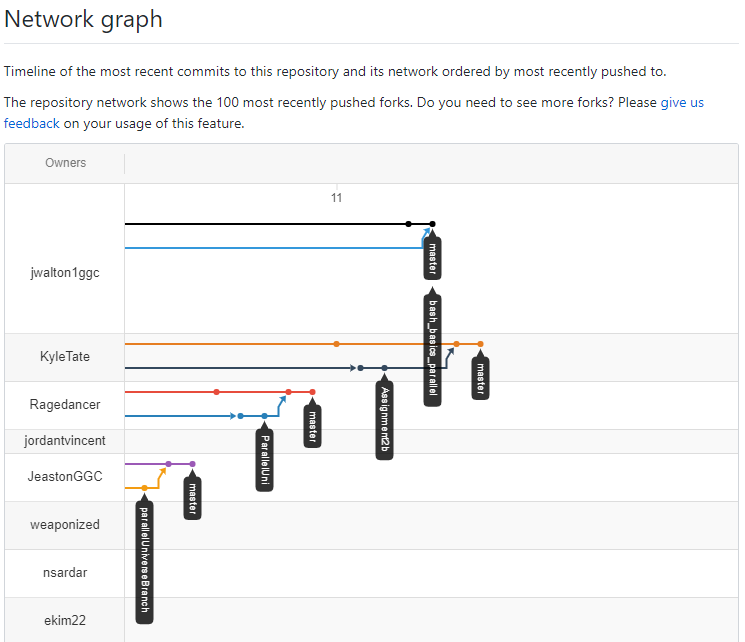 Network graph
Timeline of the most recent commits to this repository and its network ordered by most recently pushed to.
The repository network shows the 100 most recently pushed forks. Do you need to see more forks? Please give us
feedback on your usage of this feature.
Owners
11
jwalton1ggc
master
bash_basics_parallel
KyleTate
master
Assignment2b
Ragedancer
master
ParallelUni
jordantvincent
JeastonGGC
master
parallelUniverseBranch
weaponized
nsardar
ekim22